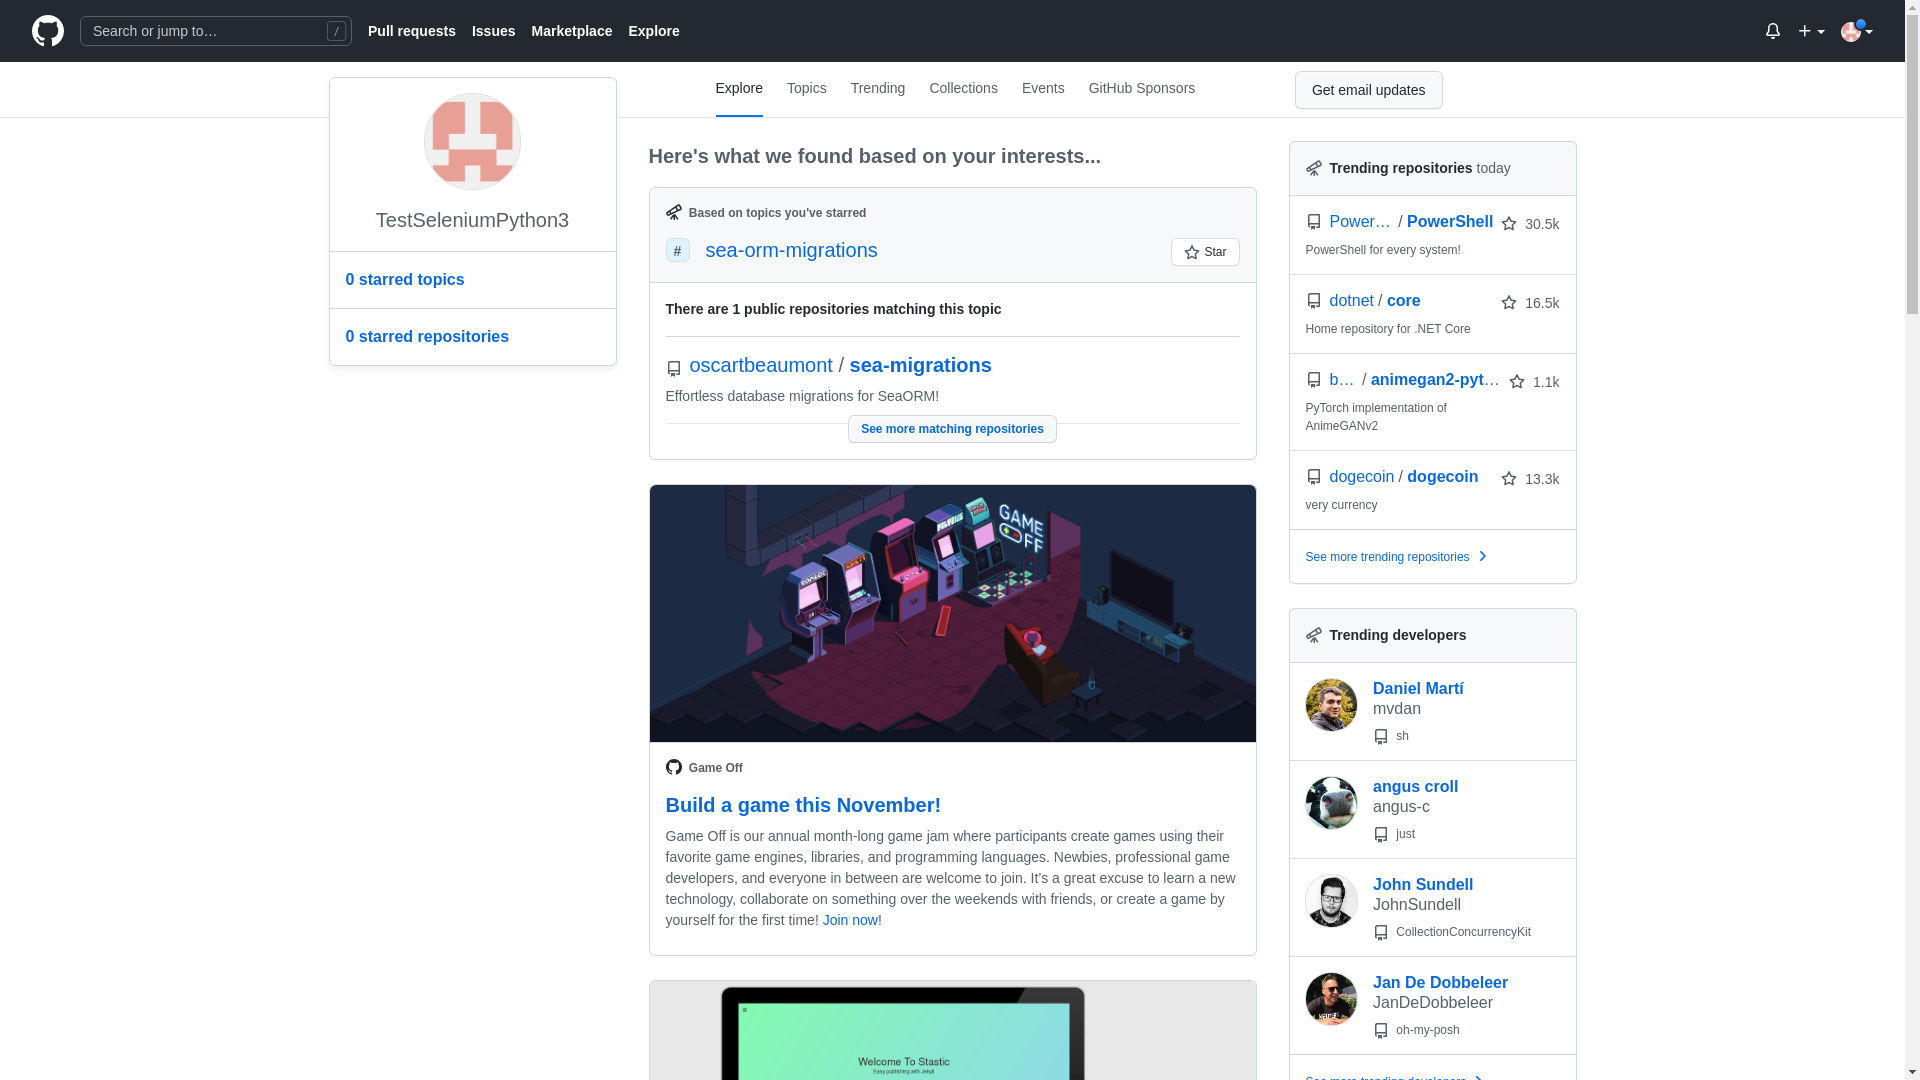 Search or jump to…
/
Pull requests
Issues
Marketplace
Explore
Explore
Topics
Trending
Collections
Events
GitHub Sponsors
Get email updates
TestSeleniumPython3
0 starred topics
0 starred repositories
Here's what we found based on your interests...
Based on topics you've starred
# sea-orm-migrations
Star
There are 1 public repositories matching this topic
oscartbeaumont / sea-migrations
Effortless database migrations for SeaORM!
See more matching repositories
GAME
OFF
Game Off
Build a game this November!
Game Off is our annual month-long game jam where participants create games using their
favorite game engines, libraries, and programming languages. Newbies, professional game
developers, and everyone in between are welcome to join. It's a great excuse to learn a new
technology, collaborate on something over the weekends with friends, or create a game by
yourself for the first time! Join now!
Welcome To Stastic
Easy publishing with Jekyll
Trending repositories today
Power… / PowerShell 30.5k
PowerShell for every system!
dotnet / core 16.5k
Home repository for .NET Core
b… / animegan2-pyt… 1.1k
PyTorch implementation of
AnimeGANv2
dogecoin / dogecoin 13.3k
very currency
See more trending repositories
Trending developers
Daniel Martí
mvdan
sh
angus croll
angus-c
just
John Sundell
JohnSundell
CollectionConcurrencyKit
Jan De Dobbeleer
JanDeDobbeleer
oh-my-posh
See more trending developers